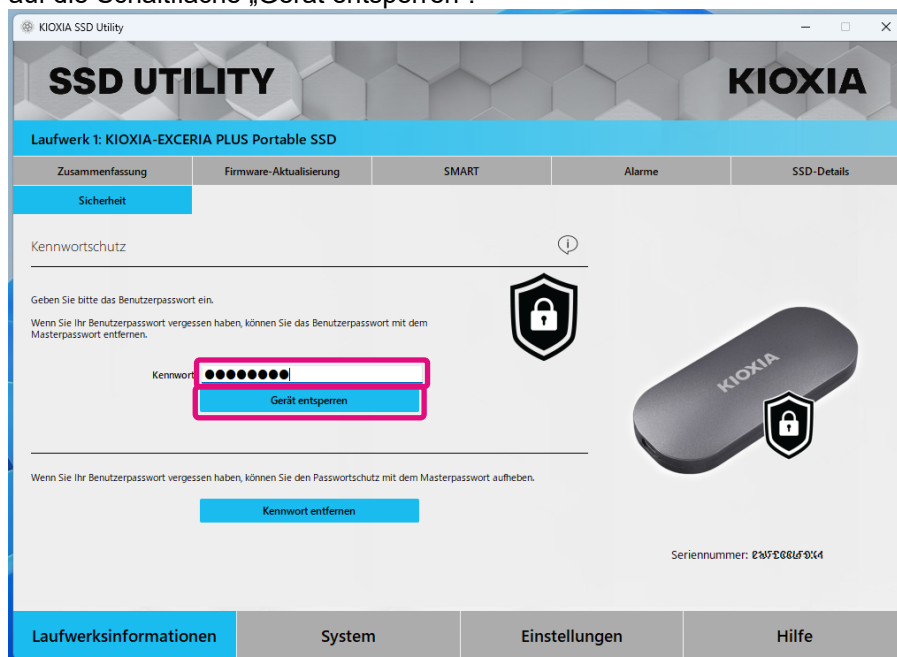 auf die Schaltfläche „Gerät entsperren“.
KIOXIA SSD Utility
SSD UTILITY
KIOXIA
Laufwerk 1: KIOXIA-EXCERIA PLUS Portable SSD
Zusammenfassung
Firmware-Aktualisierung
SMART
Alarme
SSD-Details
Sicherheit
Kennwortschutz
Geben Sie bitte das Benutzerpasswort ein.
Wenn Sie Ihr Benutzerpasswort vergessen haben, können Sie das Benutzerpasswort mit dem
Masterpasswort entfernen.
Kennwort
Gerät entsperren
KIOXIA
Wenn Sie Ihr Benutzerpasswort vergessen haben, können Sie den Passwortschutz mit dem Masterpasswort aufheben.
Kennwort entfernen
Seriennummer:
Laufwerksinformationen
System
Einstellungen
Hilfe